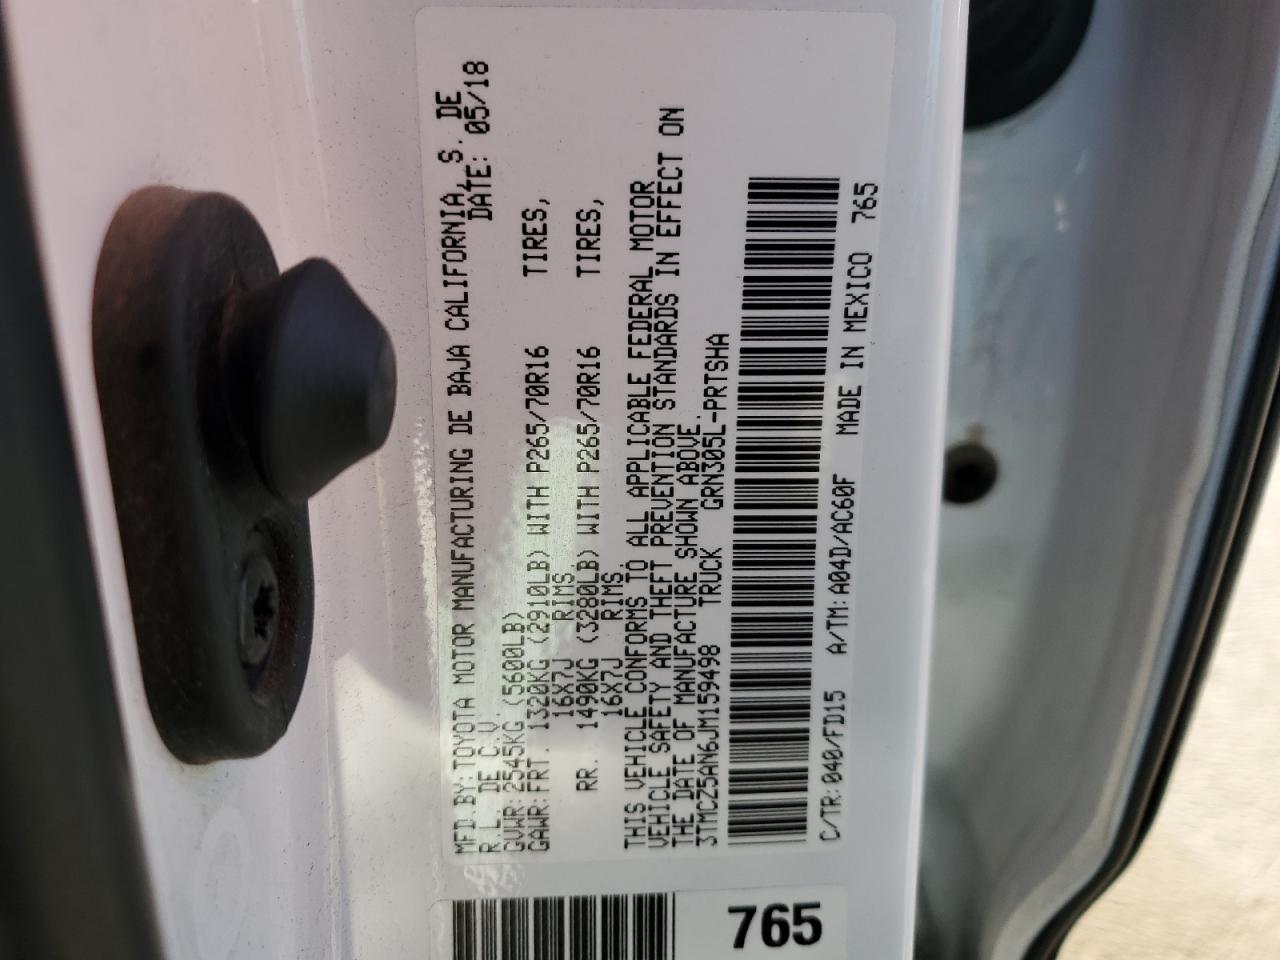 MFD.BY:TOYOTA MOTOR MANUFACTURING DE BAJA CALIFORNIA, S. DE
R.L. DE C.V. DATE: 05/18
GVWR:2545KG (5600LB)
GAWR:FRT. 1320KG (2910LB) WITH P265/70R16 TIRES,
16X7J RIMS.
RR. 1490KG (3280LB) WITH P265/70R16 TIRES,
16X7J RIMS.
THIS VEHICLE CONFORMS TO ALL APPLICABLE FEDERAL MOTOR
VEHICLE SAFETY AND THEFT PREVENTION STANDARDS IN EFFECT ON
THE DATE OF MANUFACTURE SHOWN ABOVE.
3TMCZ5AN6JM159498 TRUCK GRN305L-PRTSHA
C/TR:040/FD15 A/TM:A04D/AC60F MADE IN MEXICO 765
765